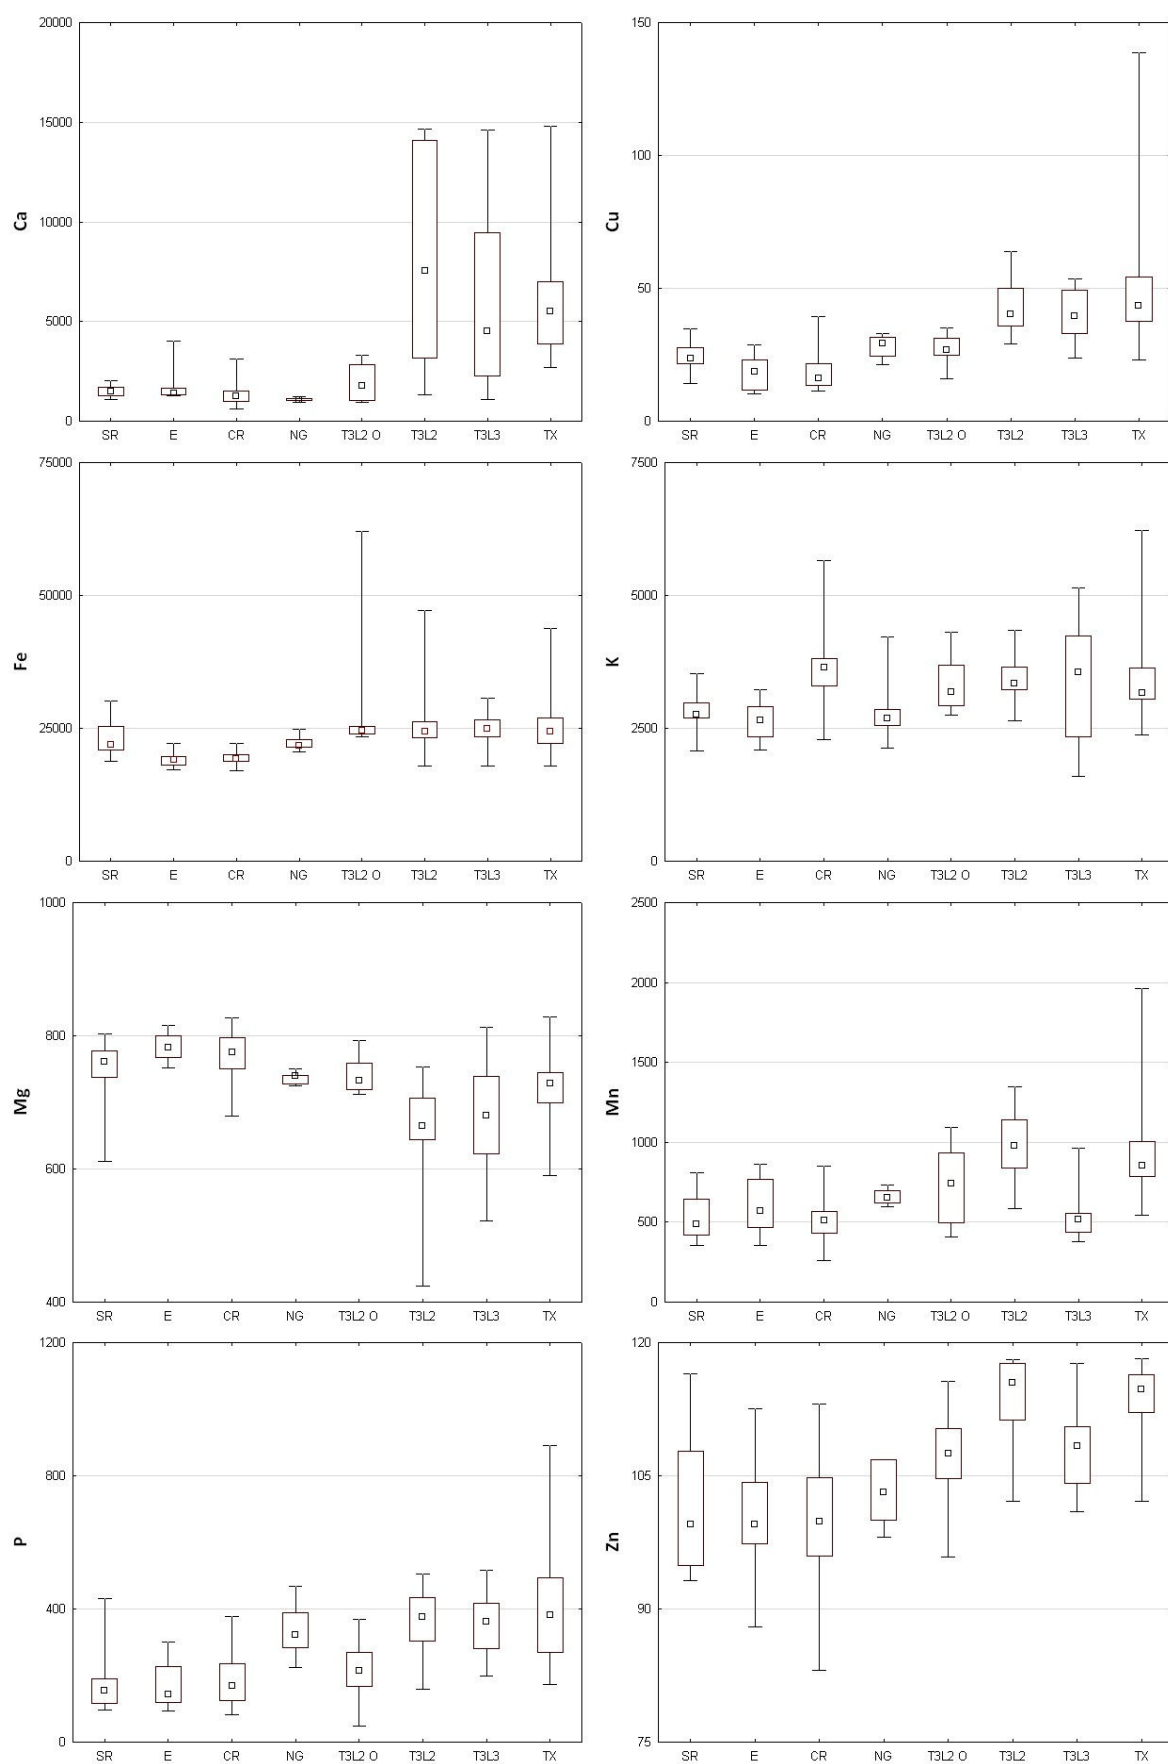 20000
15000
10000
5000
0
Ca
SR E CR NG T3L2 O T3L2 T3L3 TX
150
100
50
0
Cu
SR E CR NG T3L2 O T3L2 T3L3 TX
75000
50000
25000
0
Fe
SR E CR NG T3L2 O T3L2 T3L3 TX
7500
5000
2500
0
K
SR E CR NG T3L2 O T3L2 T3L3 TX
1000
800
600
400
Mg
SR E CR NG T3L2 O T3L2 T3L3 TX
2500
2000
1500
1000
500
0
Mn
SR E CR NG T3L2 O T3L2 T3L3 TX
1200
800
400
0
P
SR E CR NG T3L2 O T3L2 T3L3 TX
120
105
90
75
Zn
SR E CR NG T3L2 O T3L2 T3L3 TX